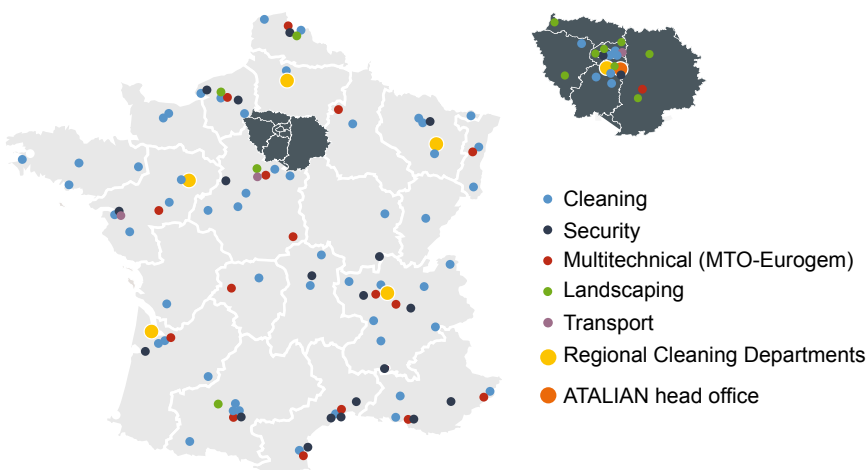 Cleaning
Security
Multitechnical (MTO-Eurogem)
Landscaping
Transport
Regional Cleaning Departments
ATALIAN head office